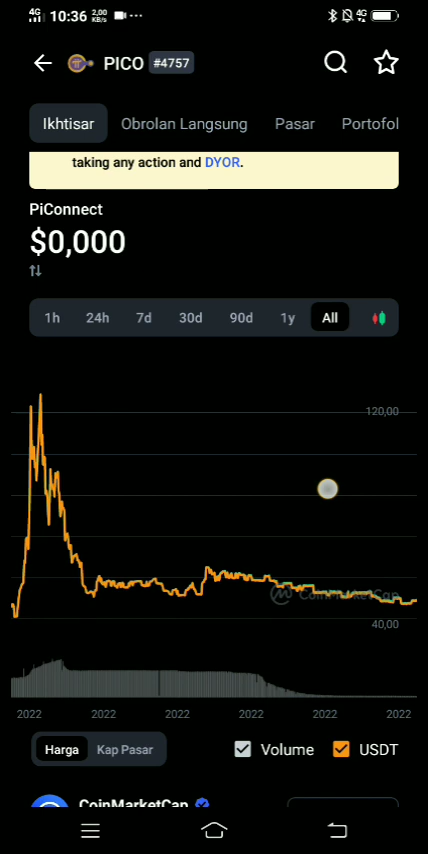 4G 10:36 2,00 KB/s 4G
PICO #4757
Ikhtisar Obrolan Langsung Pasar Portofol
taking any action and DYOR.
PiConnect
$0,000
1h 24h 7d 30d 90d 1y All
120,00
CoinMarketCap
40,00
2022 2022 2022 2022 2022 2022
Harga Kap Pasar Volume USDT
CoinMarketCap